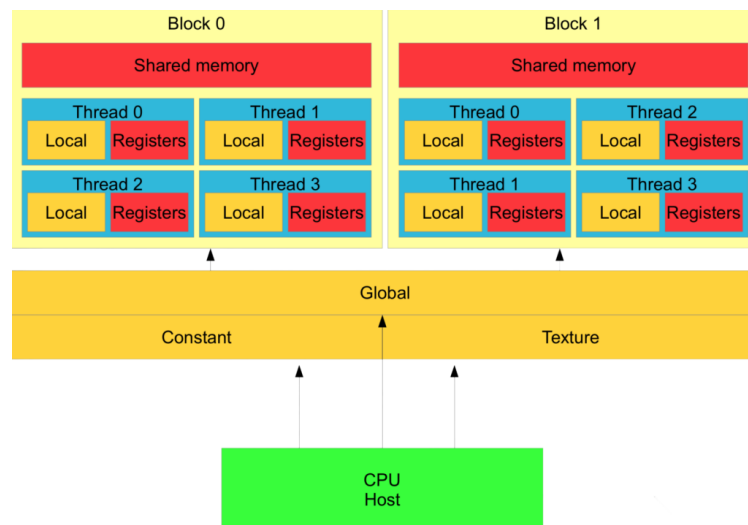 Block 0
Block 1
Shared memory
Shared memory
Thread 0
Thread 1
Local
Registers
Local
Registers
Thread 2
Thread 3
Local
Registers
Local
Registers
Thread 0
Thread 2
Local
Registers
Local
Registers
Thread 1
Thread 3
Local
Registers
Local
Registers
Global
Constant
Texture
CPU
Host